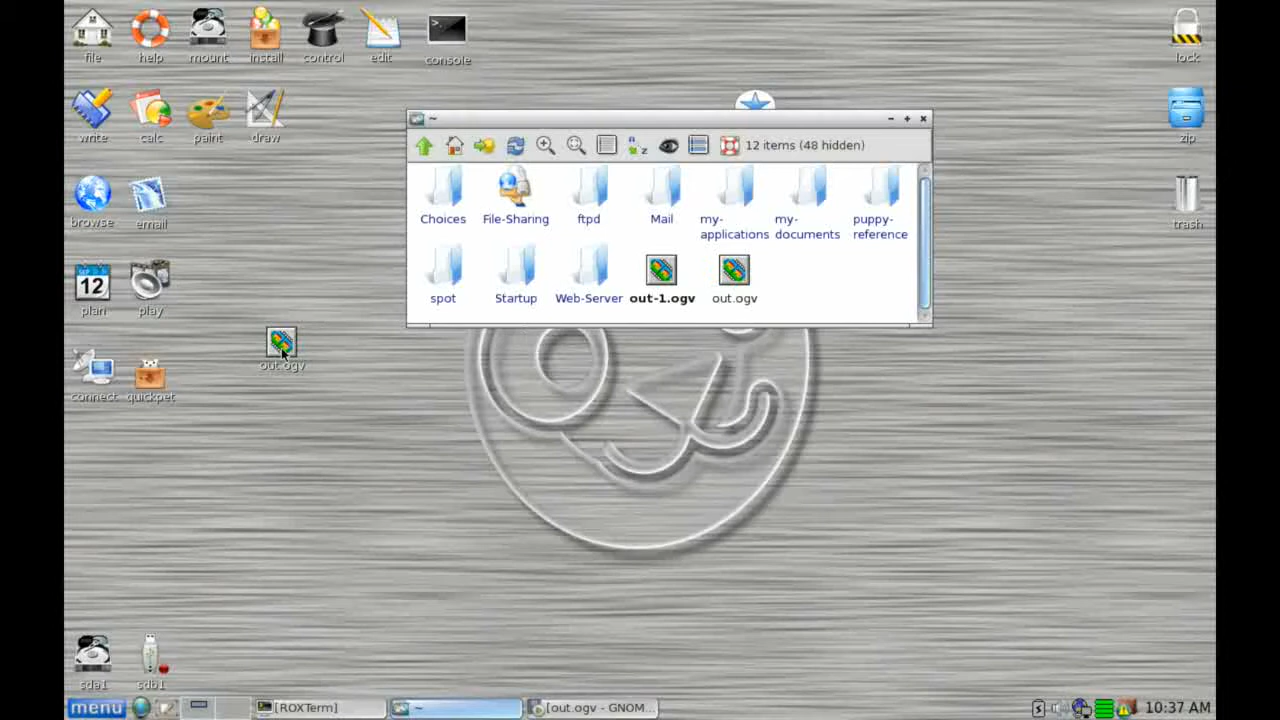 file
help
mount
install
control
edit
console
lock
write
calc
paint
draw
zip
~
12 items (48 hidden)
Choices
File-Sharing
ftpd
Mail
my-
applications
my-
documents
puppy-
reference
browse
email
trash
spot
Startup
Web-Server
out-1.ogv
out.ogv
SEP
12
plan
play
out.ogv
connect
quickpet
sda1
sdb1
menu
[ROXTerm]
~
[out.ogv - GNOM...
10:37 AM